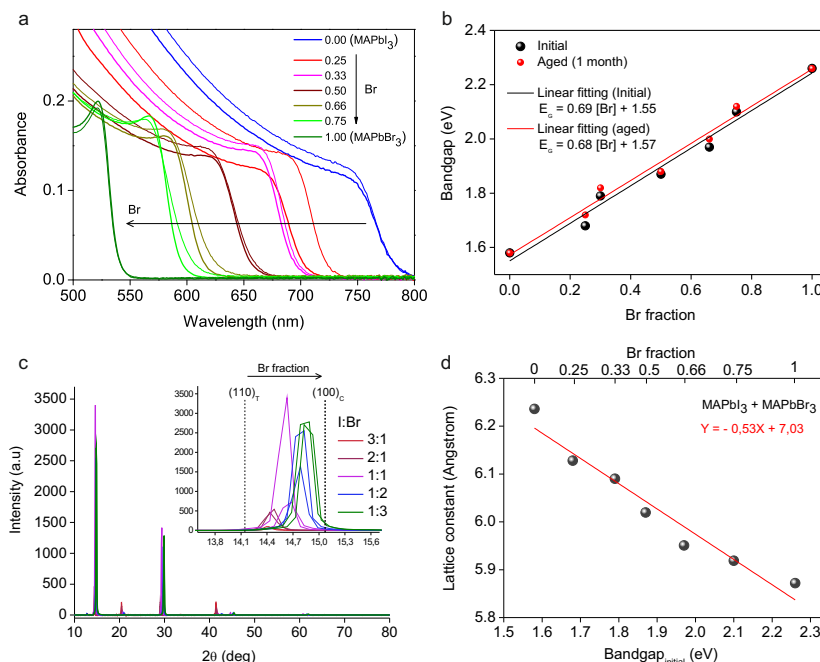 a
0.00 (MAPbI3)
0.25
0.33
0.50
0.66
0.75
1.00 (MAPbBr3)
Br
Br
Absorbance
0.0
0.1
0.2
500 550 600 650 700 750 800
Wavelength (nm)
b
Initial
Aged (1 month)
Linear fitting (Initial)
EG = 0.69 [Br] + 1.55
Linear fitting (aged)
EG = 0.68 [Br] + 1.57
Bandgap (eV)
2.4
2.2
2.0
1.8
1.6
0.0 0.2 0.4 0.6 0.8 1.0
Br fraction
c
Br fraction
(110)T
(100)C
I:Br
3:1
2:1
1:1
1:2
1:3
3500
3000
2500
2000
1500
1000
500
0
13,8 14,1 14,4 14,7 15,0 15,3 15,6
Intensity (a.u)
3500
3000
2500
2000
1500
1000
500
0
10 20 30 40 50 60 70 80
2θ (deg)
d
Br fraction
0 0.25 0.33 0.5 0.66 0.75 1
MAPbI3 + MAPbBr3
Y = - 0,53X + 7,03
Lattice constant (Angstrom)
6.3
6.2
6.1
6.0
5.9
5.8
1.5 1.6 1.7 1.8 1.9 2.0 2.1 2.2 2.3
Bandgapinitial (eV)